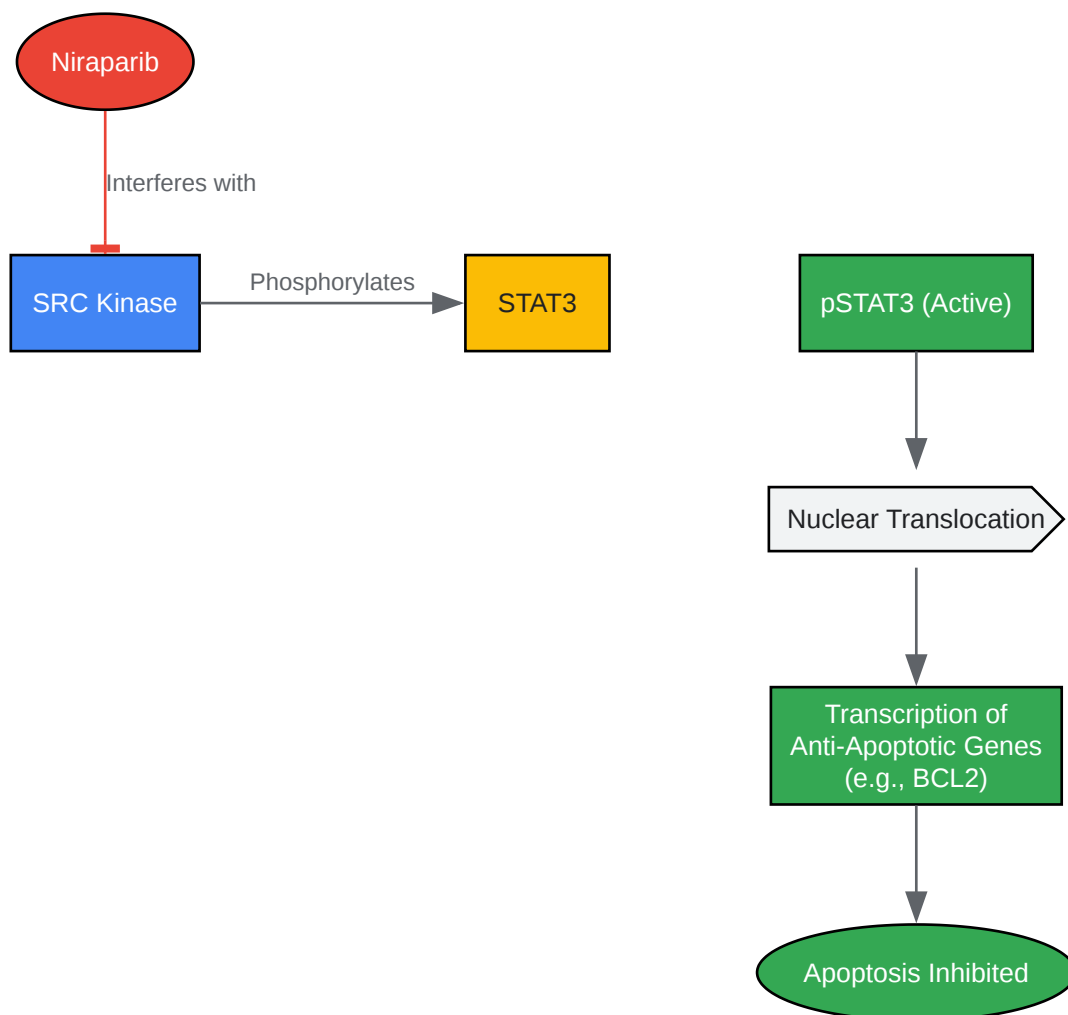 Niraparib
Interferes with
SRC Kinase
Phosphorylates
STAT3
pSTAT3 (Active)
Nuclear Translocation
Transcription of
Anti-Apoptotic Genes
(e.g., BCL2)
Apoptosis Inhibited